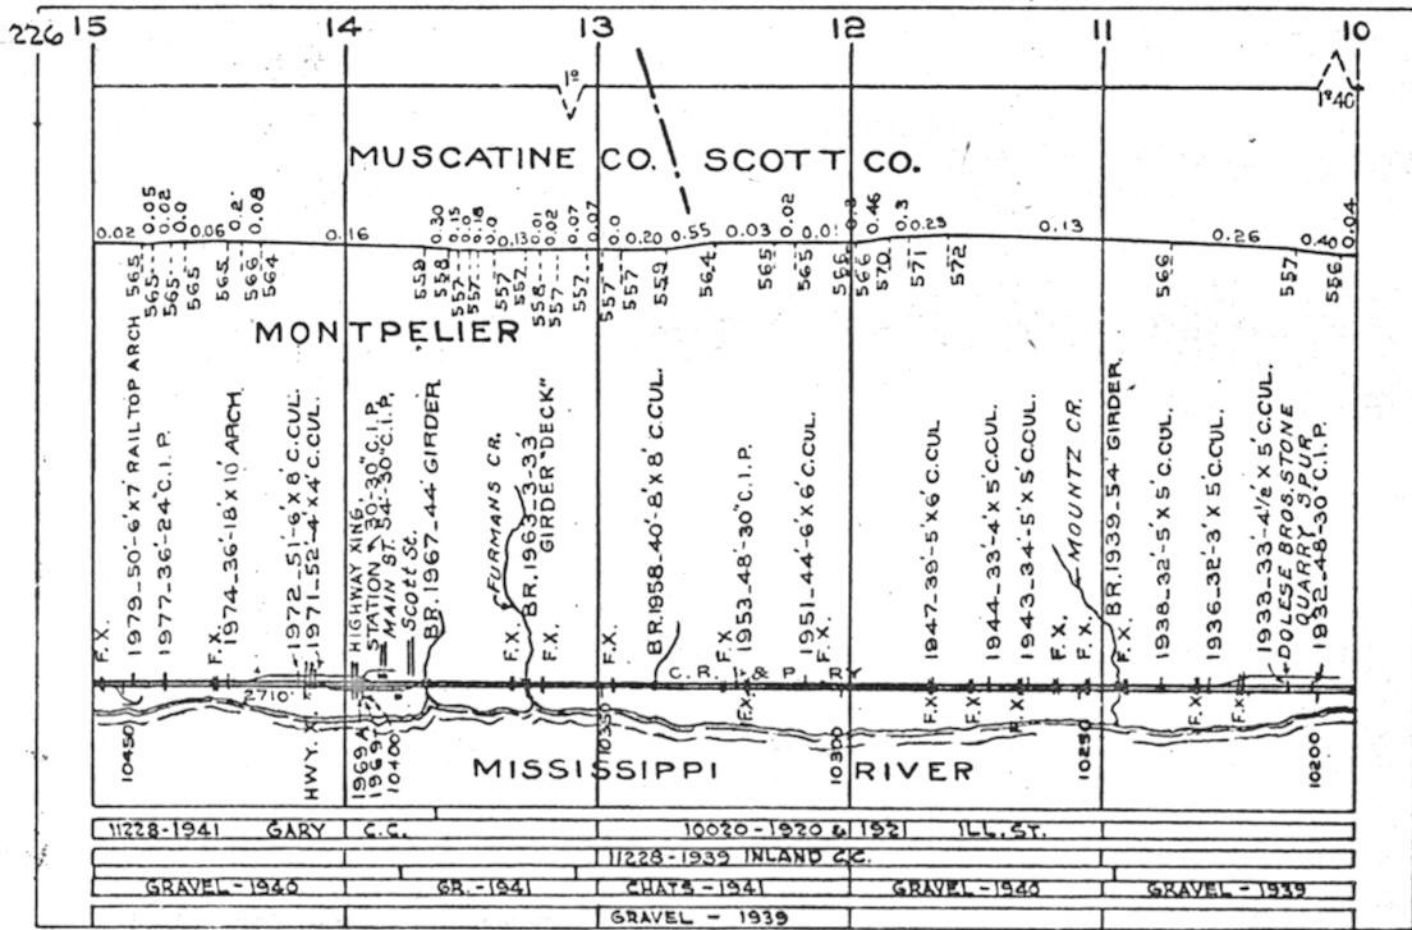 226 15 14 13 12 11 10
1°
1°40'
MUSCATINE CO. SCOTT CO.
0.02 0.05 0.02 0.0 0.06 0.2 0.08 0.16 0.30 0.15 0.0 0.18 0.0 0.13 0.01 0.02 0.07 0.07 0.0 0.20 0.55 0.03 0.02 0.01 0.3 0.46 0.3 0.23 0.13 0.26 0.40 0.04
565 565 565 565 565 566 564 558 558 557 557 557 557 558 557 557 557 557 559 564 565 565 566 566 570 571 572 566 557 556
MONTPELIER
F.X.
1979-50'-6'X7' RAIL TOP ARCH
1977-36'-24" C.I.P.
F.X.
1974-36'-18'X10' ARCH.
1972-51'-6'X8' C.CUL.
1971-52'-4'X4' C.CUL.
HIGHWAY XING.
STATION 30'-30" C.I.P.
MAIN ST. 54'-30" C.I.P.
SCOTT ST.
BR. 1967-44' GIRDER
FURMANS CR.
F.X.
BR. 1963-3-33'
GIRDER "DECK"
F.X.
F.X.
BR. 1958-40'-8'X8' C.CUL.
F.X
1953-48'-30" C.I.P.
1951-44'-6'X6' C.CUL.
F.X.
1947-39'-5'X6' C.CUL
1944-33'-4'X5' C.CUL.
1943-34'-5'X5' C.CUL.
F.X.
MOUNTZ CR.
F.X.
BR. 1939-54' GIRDER.
F.X.
1938-32'-5'X5' C.CUL.
1936-32'-3'X5' C.CUL.
1933-33'-4½'X5' C.CUL.
DOLESE BROS. STONE
QUARRY SPUR
1932-48'-30" C.I.P.
C. R. I. & P. RY
2710'
F.X. F.X. F.X. F.X. F.X. F.X.
10450 HWY. X. 1969A 1969 10400 10350 10300 10250 10200
MISSISSIPPI RIVER
11228-1941 GARY C.C. 10020-1920 & 1921 ILL. ST.
11228-1939 INLAND C.C.
GRAVEL - 1940 GR. - 1941 CHATS - 1941 GRAVEL - 1940 GRAVEL - 1939
GRAVEL - 1939